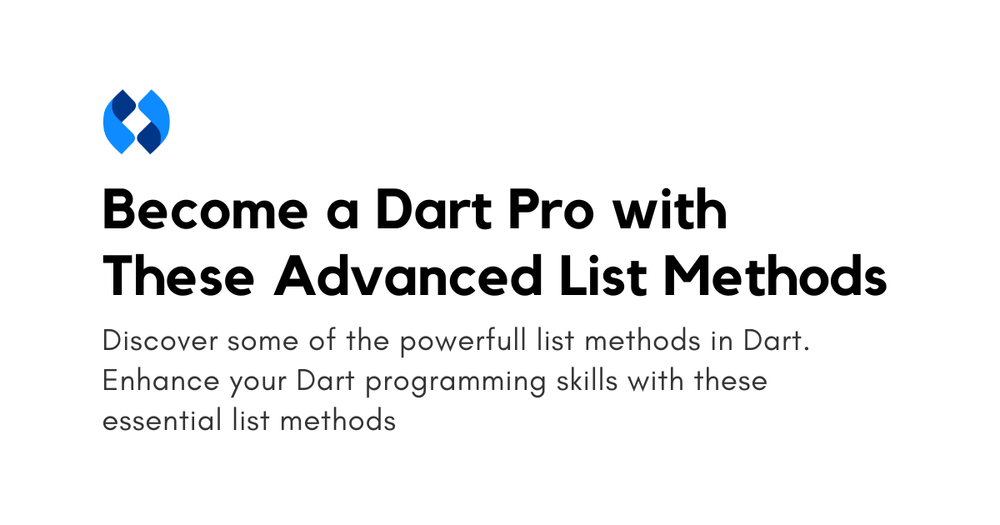 Become a Dart Pro with
These Advanced List Methods
Discover some of the powerfull list methods in Dart.
Enhance your Dart programming skills with these
essential list methods